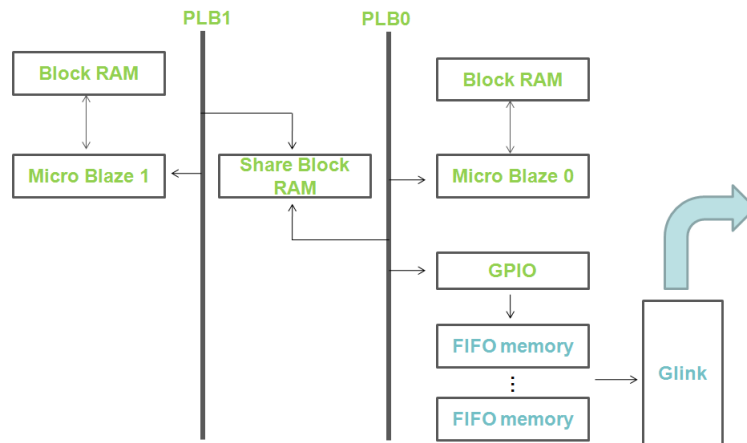 PLB1
PLB0
Block RAM
Block RAM
Micro Blaze 1
Share Block
RAM
Micro Blaze 0
GPIO
FIFO memory
⋮
FIFO memory
Glink